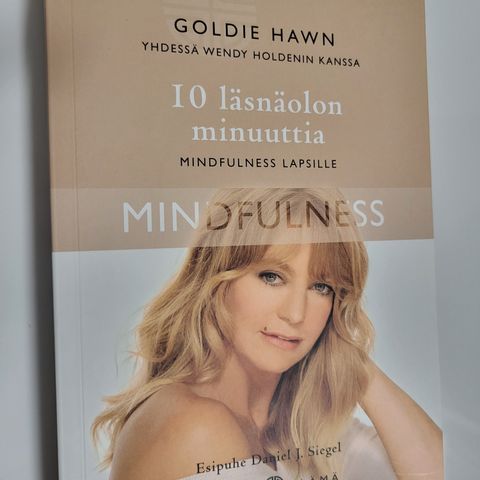 GOLDIE HAWN
YHDESSÄ WENDY HOLDENIN KANSSA
10 läsnäolon
minuuttia
MINDFULNESS LAPSILLE
MINDFULNESS
Esipuhe Daniel J. Siegel